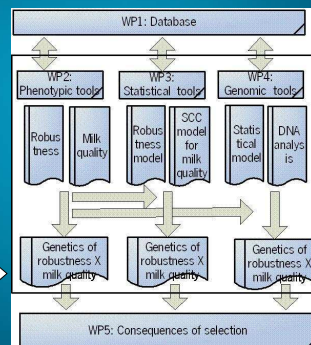 WP1: Database
WP2:
Phenotypic tools
WP3:
Statistical tools
WP4:
Genomic tools
Robus
tness
Milk
quality
Robus
tness
model
SCC
model
for
milk
quality
Statis
tical
model
DNA
analys
is
Genetics of
robustness X
milk quality
Genetics of
robustness X
milk quality
Genetics of
robustness X
milk quality
WP5: Consequences of selection